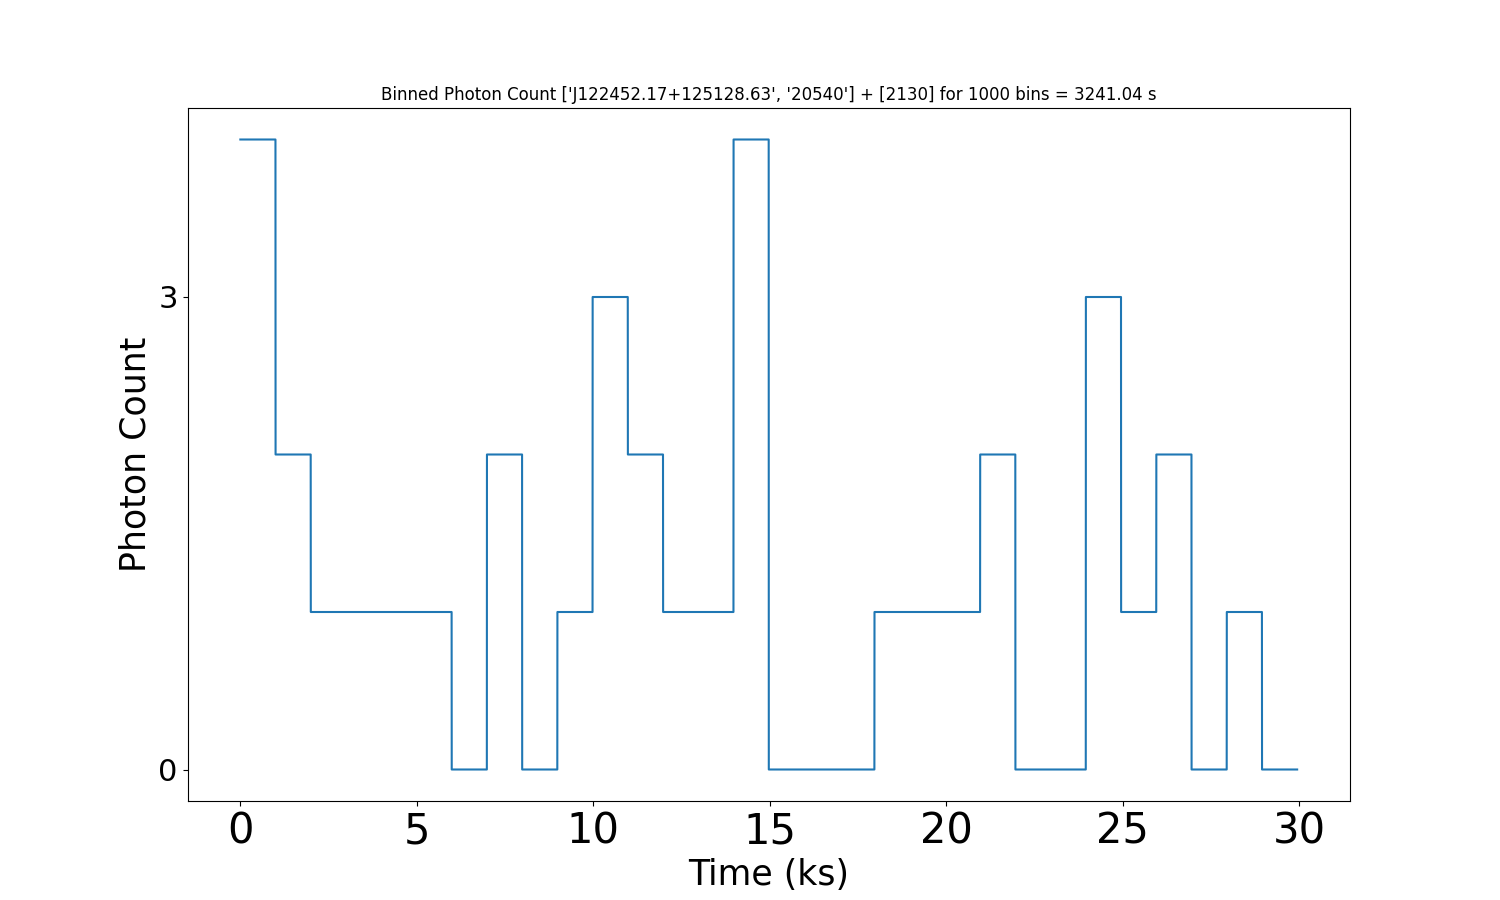 Binned Photon Count ['J122452.17+125128.63', '20540'] + [2130] for 1000 bins = 3241.04 s
3
Photon Count
0
0 5 10 15 20 25 30
Time (ks)